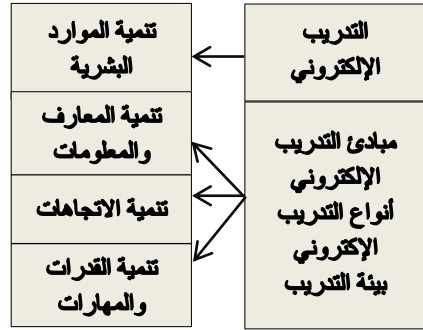 التدريب
الإلكتروني
مبادئ التدريب
الإلكتروني
أنواع التدريب
الإكتروني
بيئة التدريب
تنمية الموارد
البشرية
تنمية المعارف
والمعلومات
تنمية الاتجاهات
تنمية القدرات
والمهارات